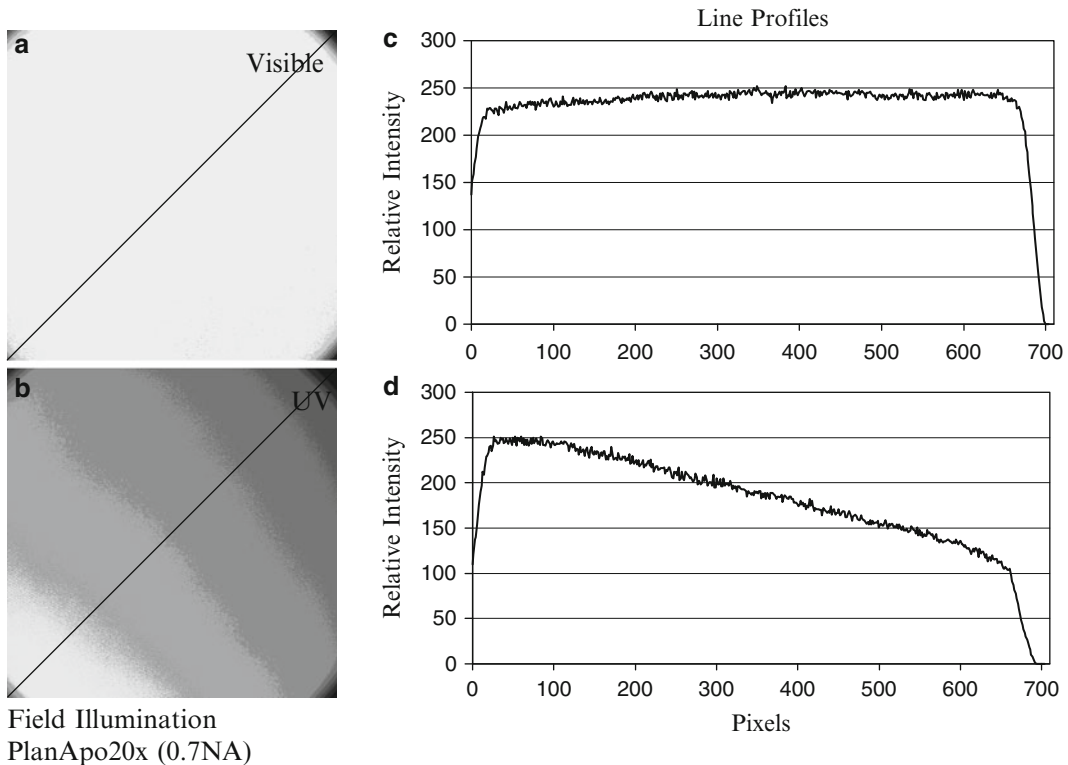 Line Profiles
a
Visible
c
300
250
200
150
100
50
0
Relative Intensity
0 100 200 300 400 500 600 700
b
UV
d
300
250
200
150
100
50
0
Relative Intensity
0 100 200 300 400 500 600 700
Pixels
Field Illumination
PlanApo20x (0.7NA)